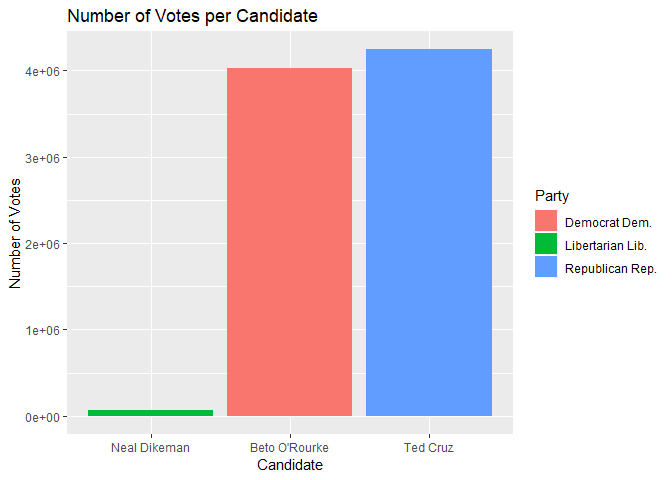 Number of Votes per Candidate
Number of Votes
4e+06
3e+06
2e+06
1e+06
0e+00
Neal Dikeman
Beto O'Rourke
Ted Cruz
Candidate
Party
Democrat Dem.
Libertarian Lib.
Republican Rep.